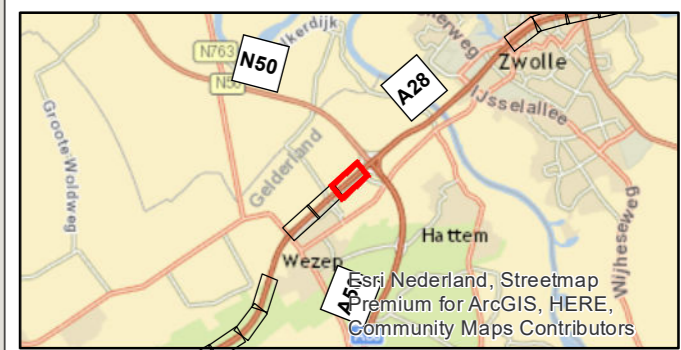 N763
N50
N50
A28
Zwolle
IJsselallee
Groote Woldweg
Gelderland
Hattem
Wijheseweg
Wezep
Esri Nederland, Streetmap
Premium for ArcGIS, HERE,
Community Maps Contributors